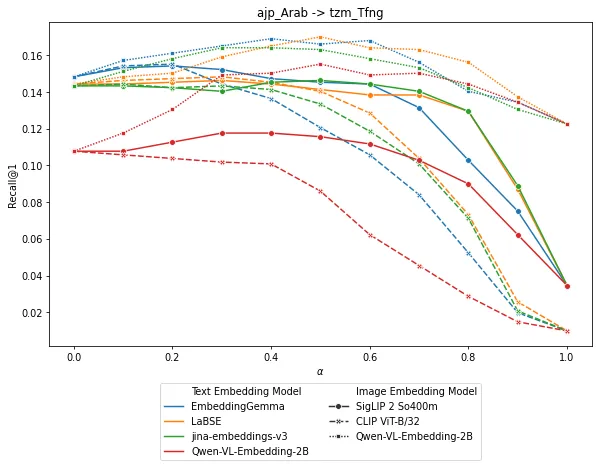 ajp_Arab -> tzm_Tfng
Recall@1
0.16
0.14
0.12
0.10
0.08
0.06
0.04
0.02
0.0 0.2 0.4 0.6 0.8 1.0
α
Text Embedding Model Image Embedding Model
EmbeddingGemma SigLIP 2 So400m
LaBSE CLIP ViT-B/32
jina-embeddings-v3 Qwen-VL-Embedding-2B
Qwen-VL-Embedding-2B